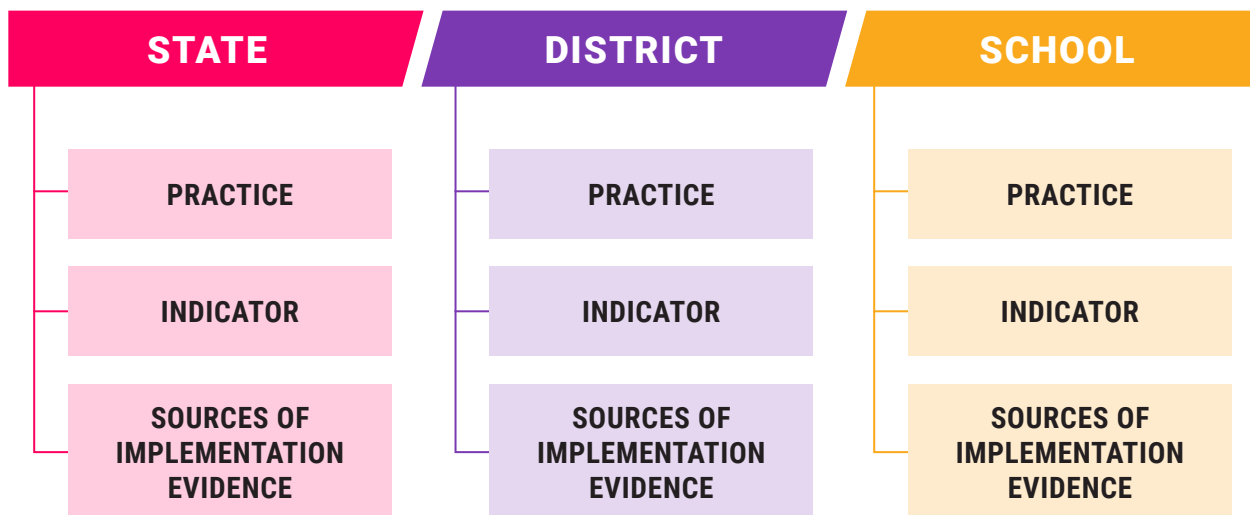 STATE
PRACTICE
INDICATOR
SOURCES OF
IMPLEMENTATION
EVIDENCE
DISTRICT
PRACTICE
INDICATOR
SOURCES OF
IMPLEMENTATION
EVIDENCE
SCHOOL
PRACTICE
INDICATOR
SOURCES OF
IMPLEMENTATION
EVIDENCE